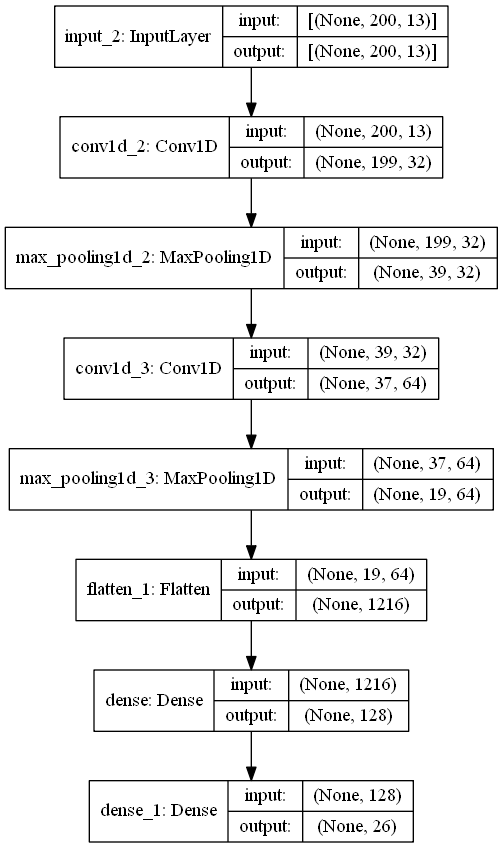 input_2: InputLayer
input:
[(None, 200, 13)]
output:
[(None, 200, 13)]
conv1d_2: Conv1D
input:
(None, 200, 13)
output:
(None, 199, 32)
max_pooling1d_2: MaxPooling1D
input:
(None, 199, 32)
output:
(None, 39, 32)
conv1d_3: Conv1D
input:
(None, 39, 32)
output:
(None, 37, 64)
max_pooling1d_3: MaxPooling1D
input:
(None, 37, 64)
output:
(None, 19, 64)
flatten_1: Flatten
input:
(None, 19, 64)
output:
(None, 1216)
dense: Dense
input:
(None, 1216)
output:
(None, 128)
dense_1: Dense
input:
(None, 128)
output:
(None, 26)